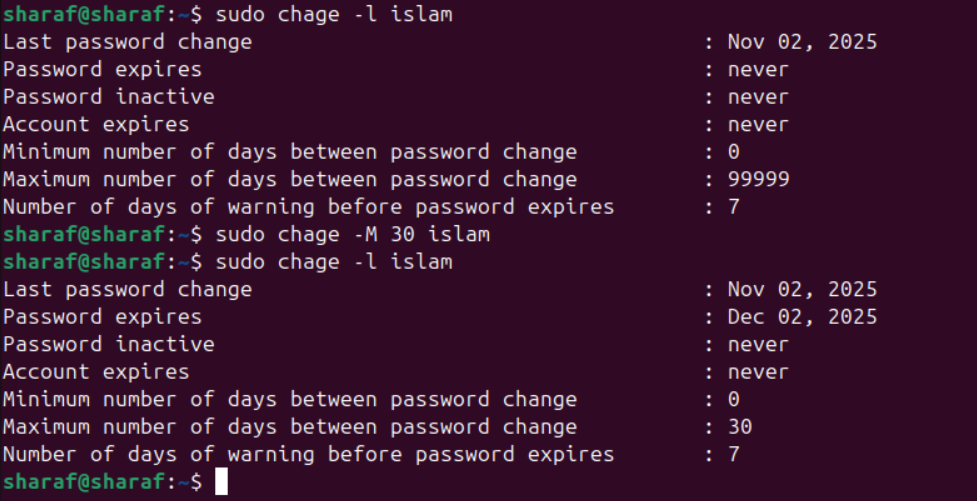 sharaf@sharaf:~$ sudo chage -l islam
Last password change : Nov 02, 2025
Password expires : never
Password inactive : never
Account expires : never
Minimum number of days between password change : 0
Maximum number of days between password change : 99999
Number of days of warning before password expires : 7
sharaf@sharaf:~$ sudo chage -M 30 islam
sharaf@sharaf:~$ sudo chage -l islam
Last password change : Nov 02, 2025
Password expires : Dec 02, 2025
Password inactive : never
Account expires : never
Minimum number of days between password change : 0
Maximum number of days between password change : 30
Number of days of warning before password expires : 7
sharaf@sharaf:~$